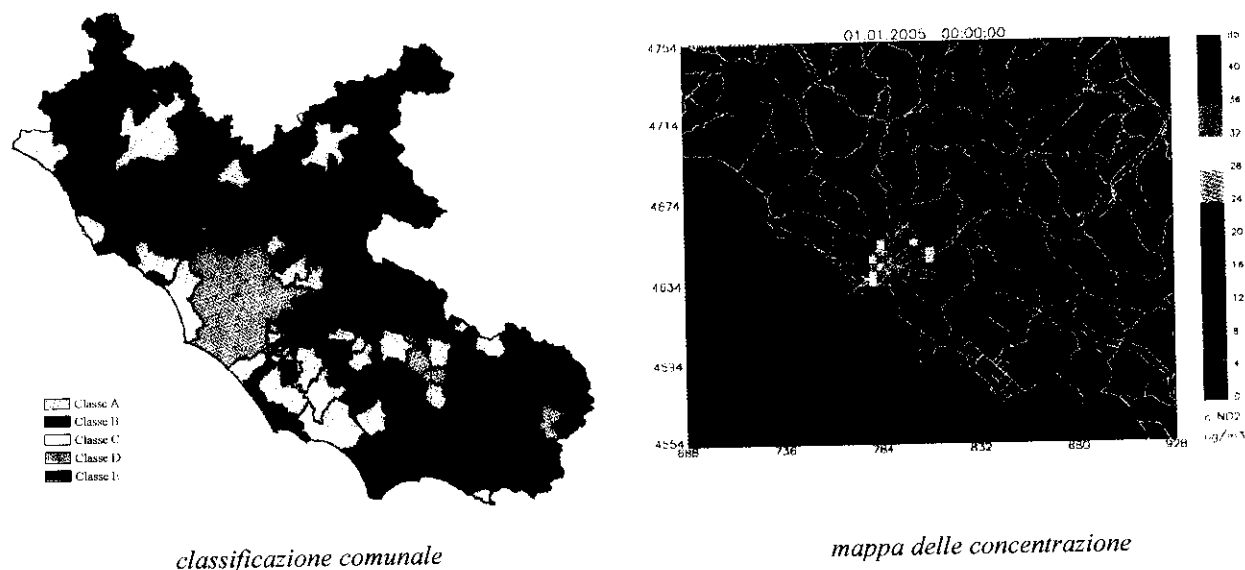 Classe A
Classe B
Classe C
Classe D
Classe E
classificazione comunale
01.01.2005 00:00:00
4754
4714
4674
4634
4594
4554
688
736
784
832
880
928
40
36
32
28
24
20
16
12
8
4
0
c_NO2
ug/m3
mappa delle concentrazione